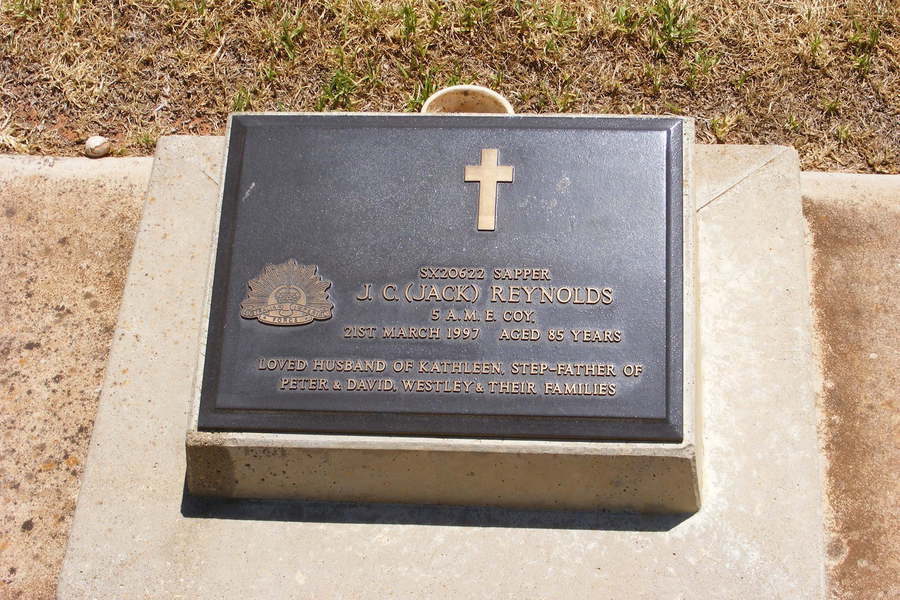 SX20622 SAPPER
J. C. (JACK) REYNOLDS
5 A.M.E. COY.
21ST MARCH 1997 AGED 85 YEARS
LOVED HUSBAND OF KATHLEEN, STEP-FATHER OF
PETER & DAVID, WESTLEY & THEIR FAMILIES